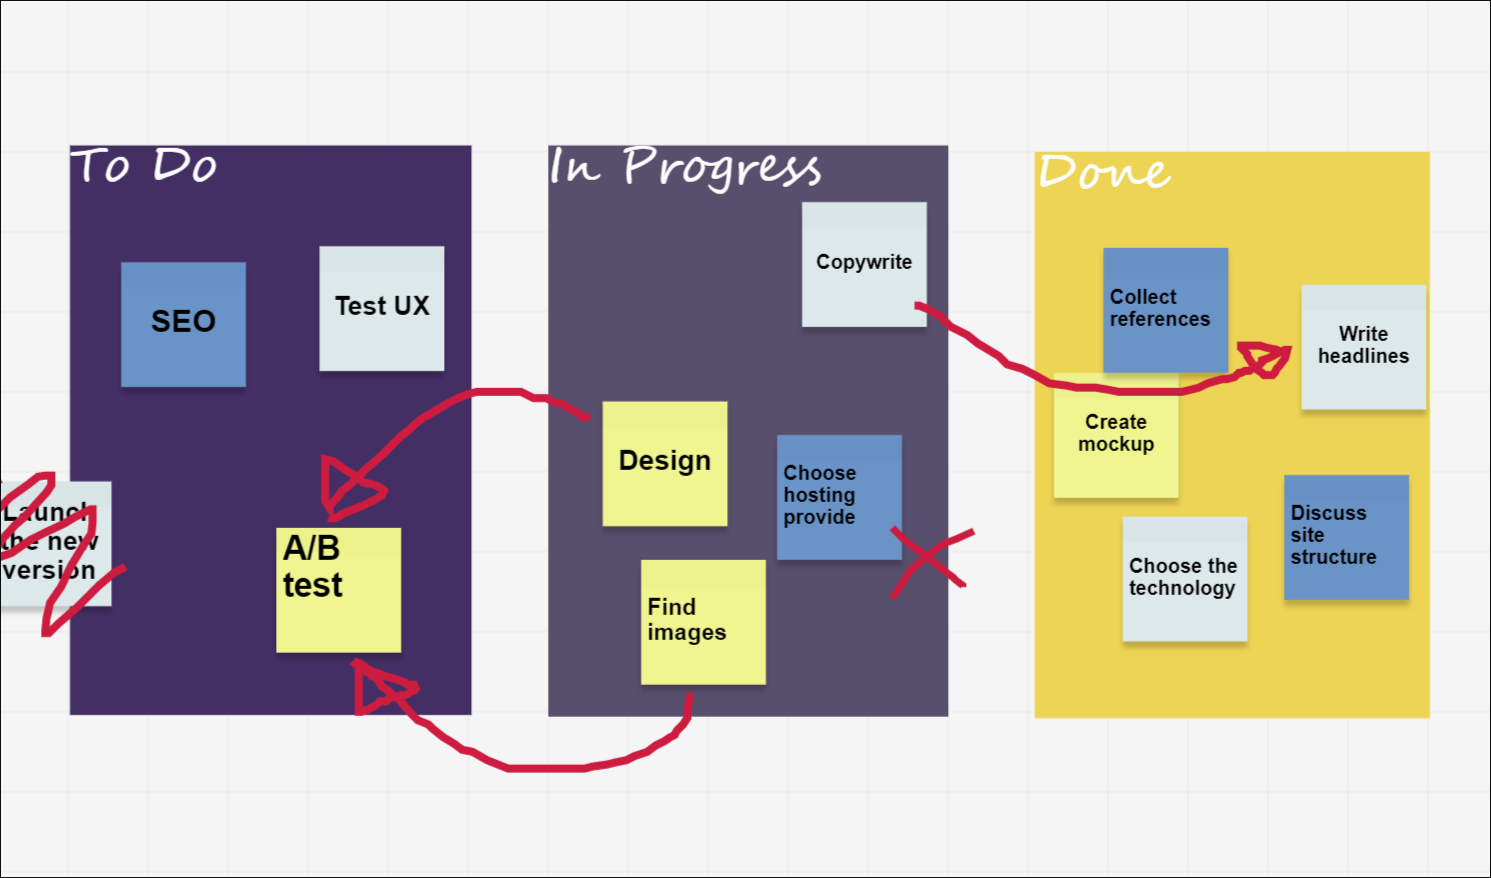 To Do
SEO
Test UX
Launch
the new
version
A/B
test
In Progress
Copywrite
Design
Choose
hosting
provide
Find
images
Done
Collect
references
Write
headlines
Create
mockup
Discuss
site
structure
Choose the
technology